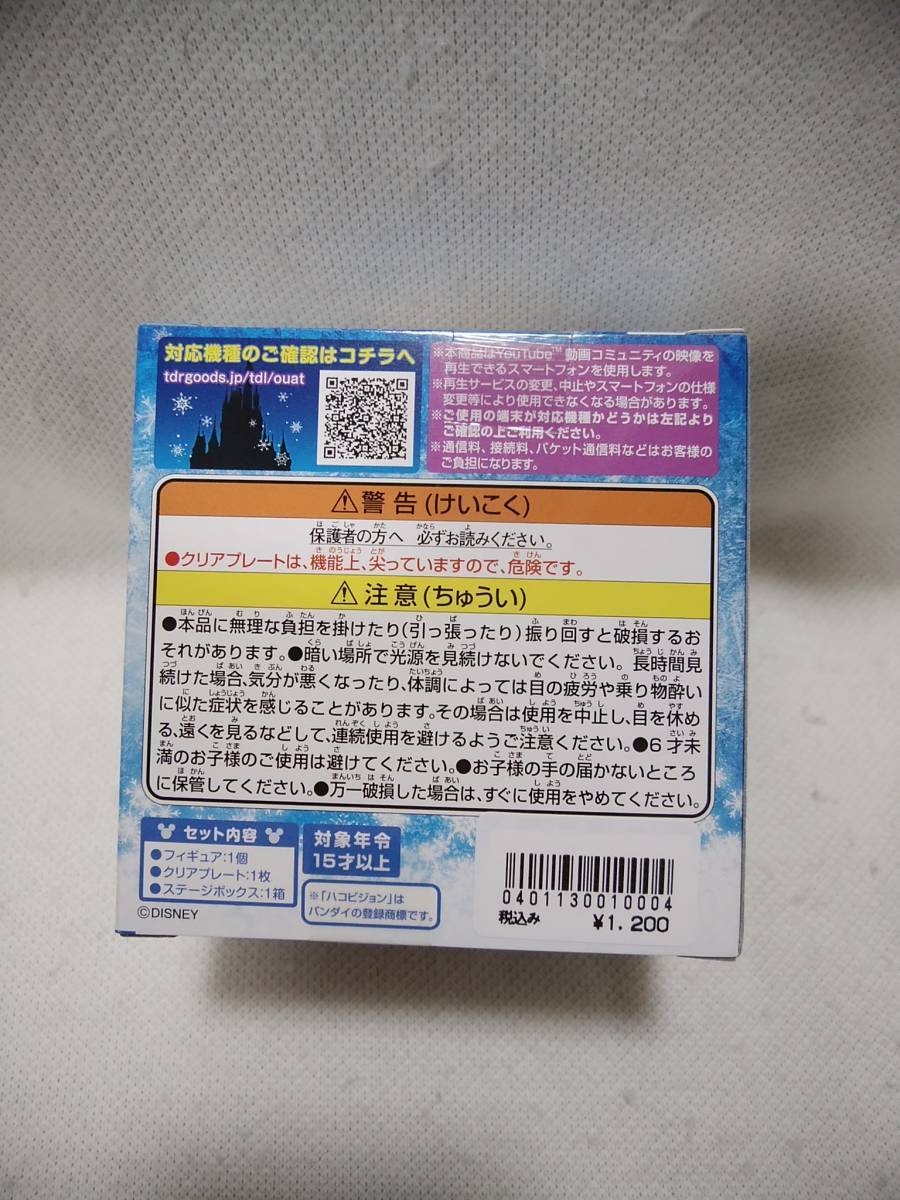 対応機種のご確認はコチラへ
tdrgoods.jp/tdl/ouat
※本商品はYouTube™ 動画コミュニティの映像を
再生できるスマートフォンを使用します。
※再生サービスの変更、中止やスマートフォンの仕様
変更等により使用できなくなる場合があります。
※ご使用の端末が対応機種かどうかは左記より
ご確認の上ご利用ください。
※通信料、接続料、パケット通信料などはお客様の
ご負担になります。
⚠警告(けいこく)
保護者の方へ 必ずお読みください。
●クリアプレートは、機能上、尖っていますので、危険です。
⚠注意(ちゅうい)
●本品に無理な負担を掛けたり(引っ張ったり)振り回すと破損するお
それがあります。●暗い場所で光源を見続けないでください。長時間見
続けた場合、気分が悪くなったり、体調によっては目の疲労や乗り物酔い
に似た症状を感じることがあります。その場合は使用を中止し、目を休め
る、遠くを見るなどして、連続使用を避けるようご注意ください。●6才未
満のお子様のご使用は避けてください。●お子様の手の届かないところ
に保管してください。●万一破損した場合は、すぐに使用をやめてください。
セット内容
●フィギュア:1個
●クリアプレート:1枚
●ステージボックス:1箱
©DISNEY
対象年令
15才以上
※「ハコビジョン」は
バンダイの登録商標です。
0401130010004
税込み ¥1,200